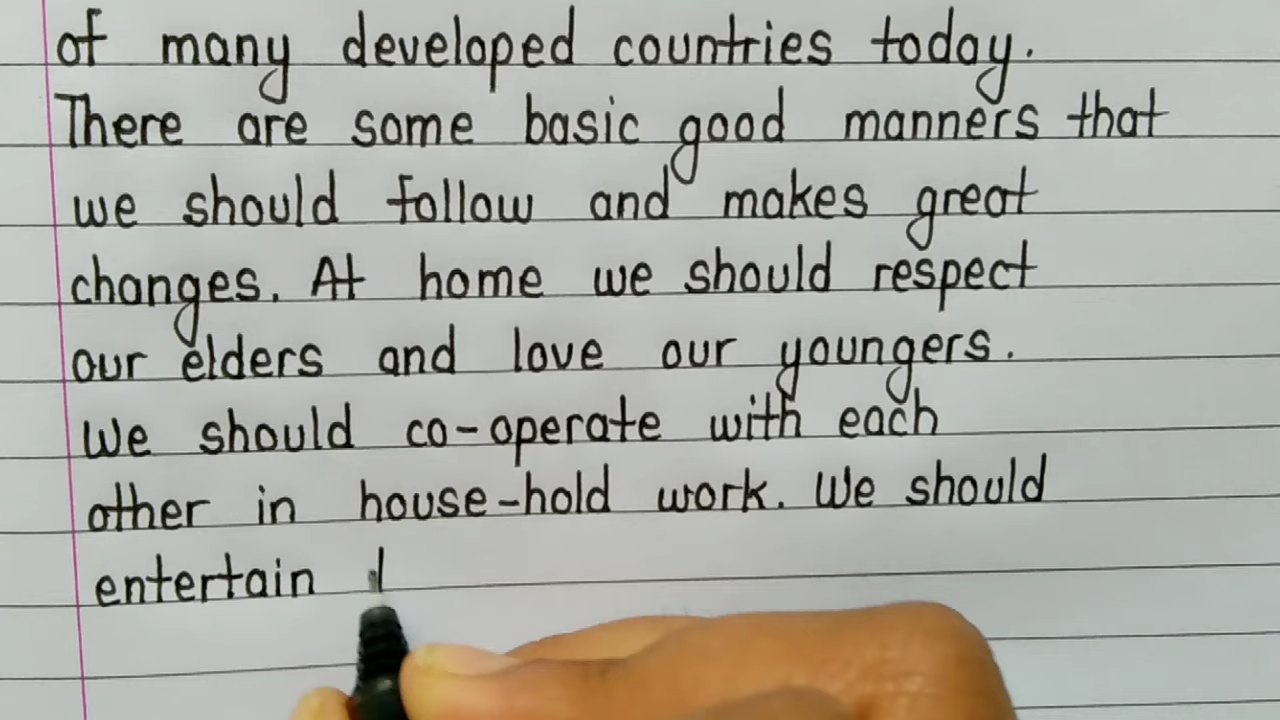 of many developed countries today.
There are some basic good manners that
we should follow and makes great
changes. At home we should respect
our elders and love our youngers.
We should co-operate with each
other in house-hold work. We should
entertain